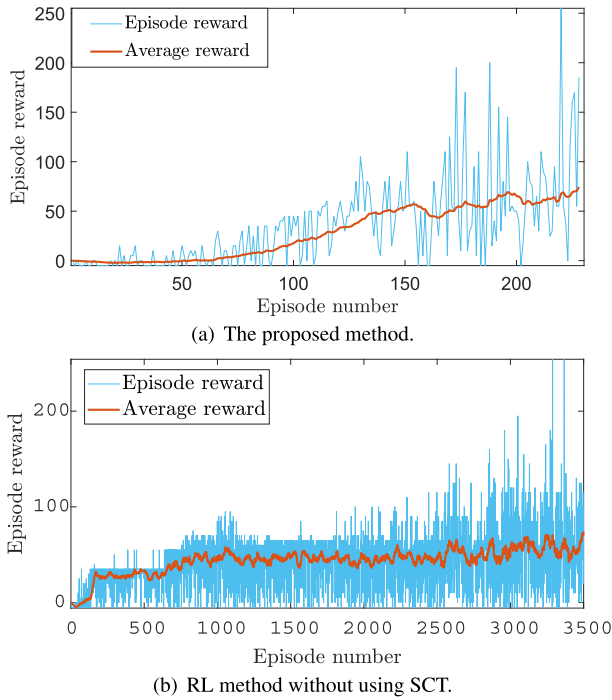 250
200
150
100
50
0
Episode reward
Episode reward
Average reward
50
100
150
200
Episode number
(a) The proposed method.
200
100
0
Episode reward
Episode reward
Average reward
0
500
1000
1500
2000
2500
3000
3500
Episode number
(b) RL method without using SCT.